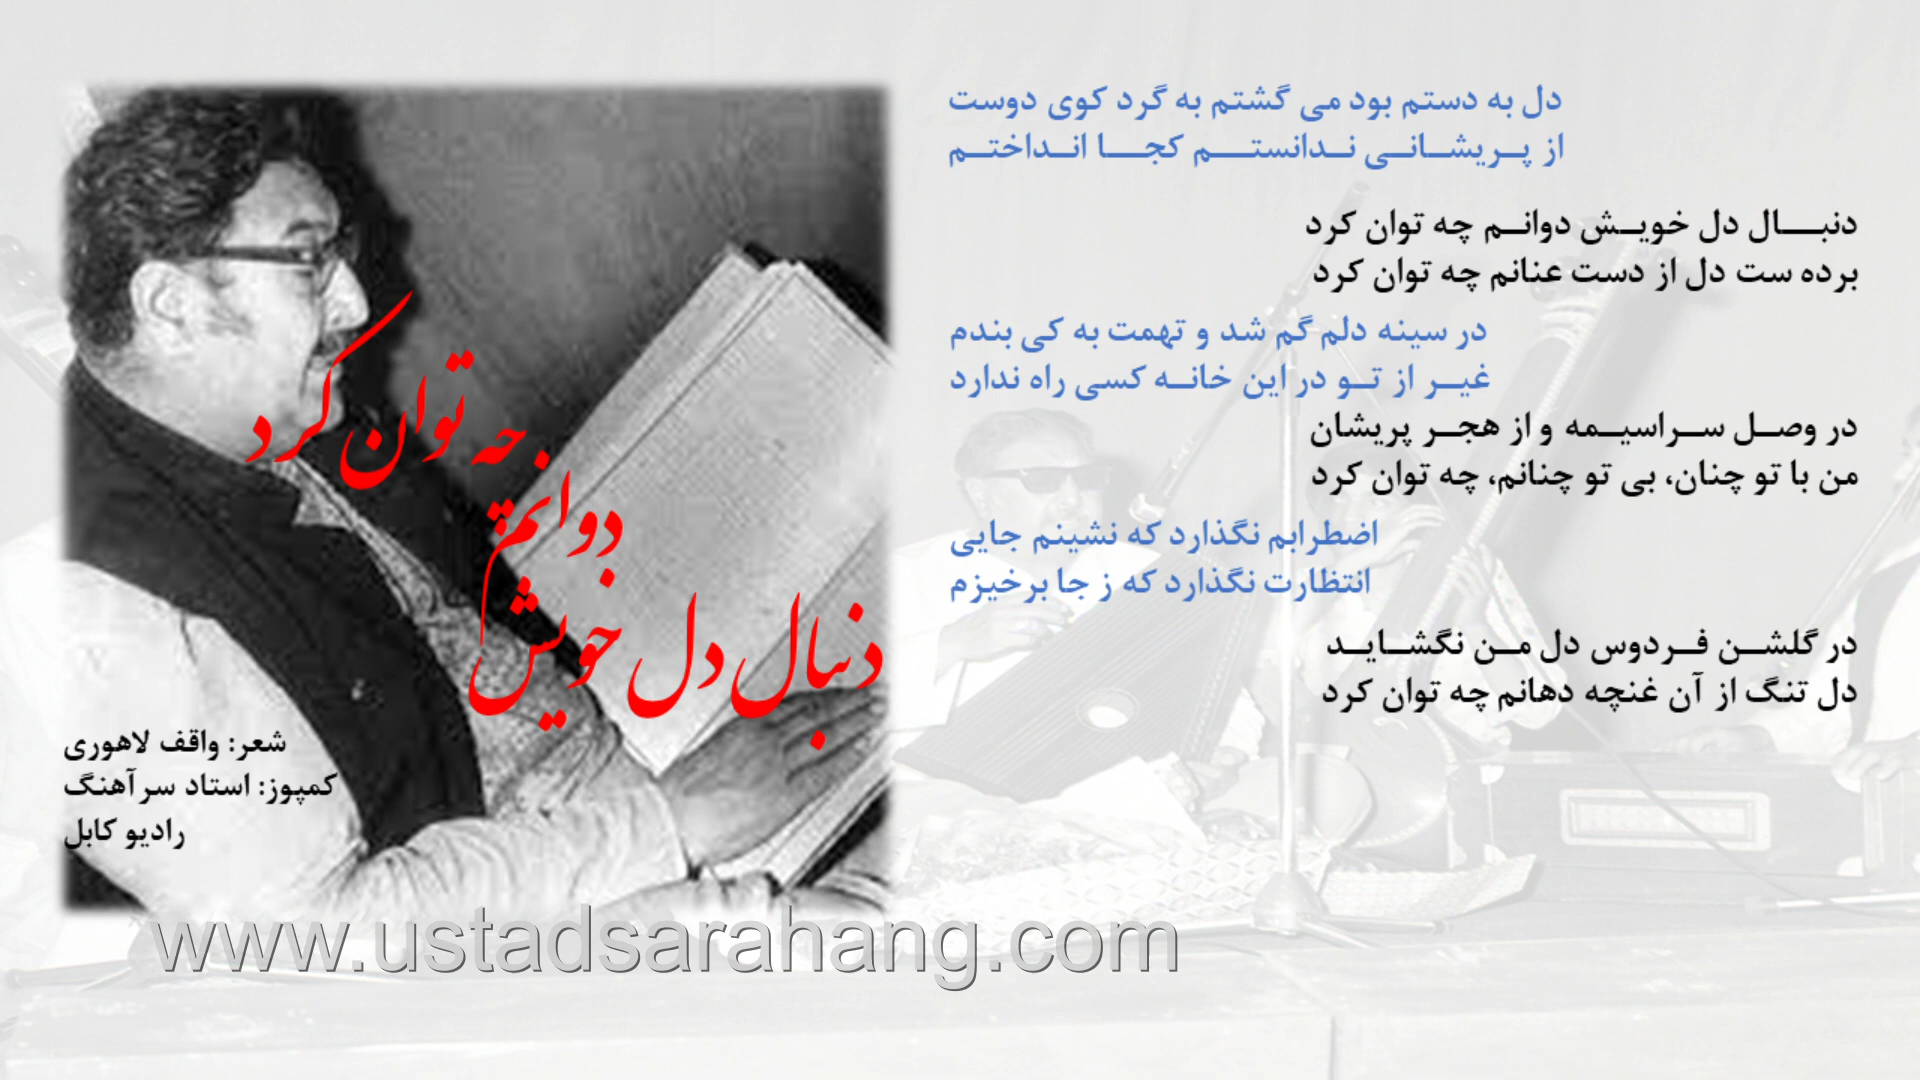 دل به دستم بود می گشتم به گرد کوی دوست
از پریشانی ندانستم کجا انداختم
دنبال دل خویش دوانم چه توان کرد
برده ست دل از دست عنانم چه توان کرد
در سینه دلم گم شد و تهمت به کی بندم
غیر از تو در این خانه کسی راه ندارد
در وصل سراسیمه و از هجر پریشان
من با تو چنان، بی تو چنانم، چه توان کرد
اضطرابم نگذارد که نشینم جایی
انتظارت نگذارد که ز جا برخیزم
در گلشن فردوس دل من نگشاید
دل تنگ از آن غنچه دهانم چه توان کرد
دنبال دل خویش
دوانم
چه توان کرد
شعر: واقف لاهوری
کمپوز: استاد سرآهنگ
رادیو کابل
www.ustadsarahang.com